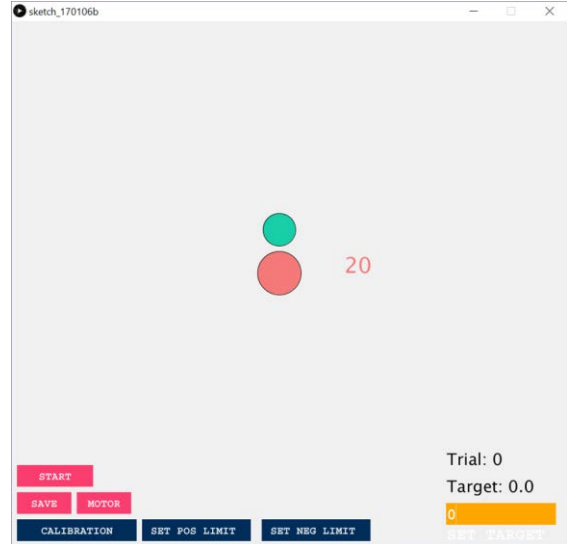 sketch_170106b
20
Trial: 0
Target: 0.0
START
SAVE MOTOR
0
CALIBRATION SET POS LIMIT SET NEG LIMIT
SET TARGET